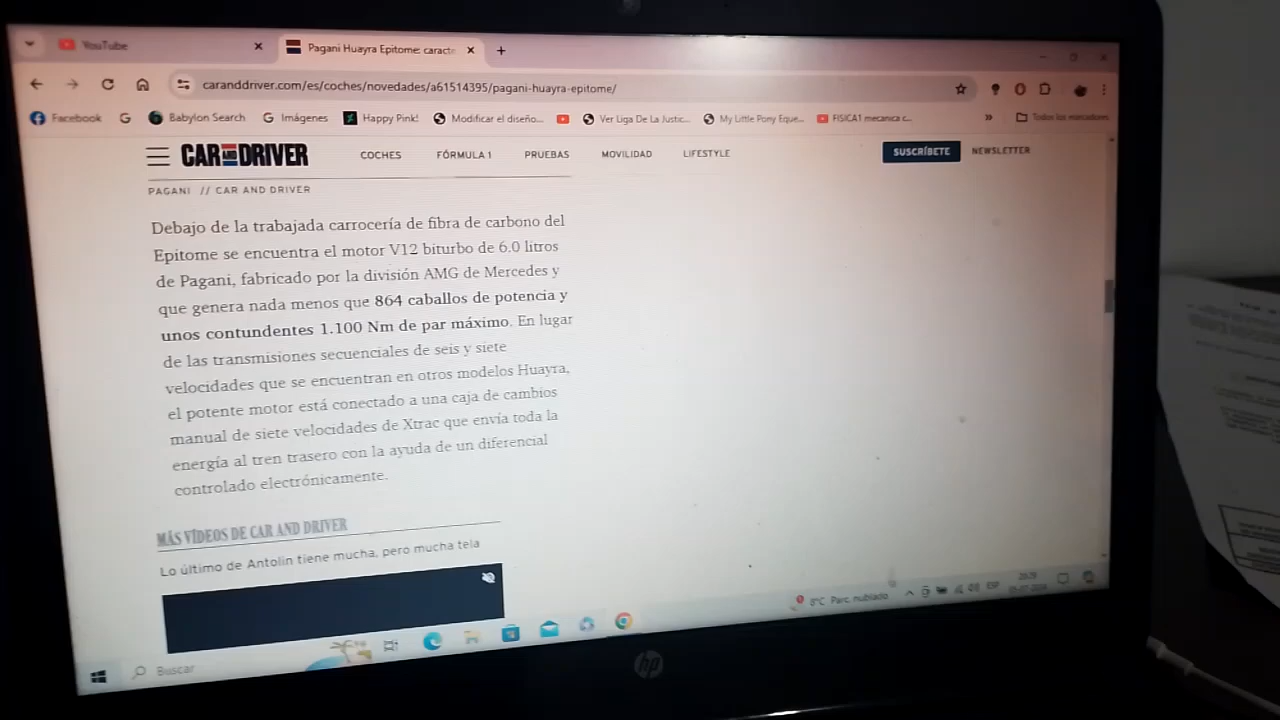 YouTube
Pagani Huayra Epitome: caracte
caranddriver.com/es/coches/novedades/a61514395/pagani-huayra-epitome/
Facebook
Babylon Search
Imágenes
Happy Pink!
Modificar el diseño...
Ver Liga De La Justic...
My Little Pony Eque...
FISICA1 mecanica c...
» Todos los marcadores
CAR AND DRIVER
COCHES FÓRMULA 1 PRUEBAS MOVILIDAD LIFESTYLE
SUSCRÍBETE NEWSLETTER
PAGANI // CAR AND DRIVER
Debajo de la trabajada carrocería de fibra de carbono del
Epitome se encuentra el motor V12 biturbo de 6.0 litros
de Pagani, fabricado por la división AMG de Mercedes y
que genera nada menos que 864 caballos de potencia y
unos contundentes 1.100 Nm de par máximo. En lugar
de las transmisiones secuenciales de seis y siete
velocidades que se encuentran en otros modelos Huayra,
el potente motor está conectado a una caja de cambios
manual de siete velocidades de Xtrac que envía toda la
energía al tren trasero con la ayuda de un diferencial
controlado electrónicamente.
MÁS VÍDEOS DE CAR AND DRIVER
Lo último de Antolin tiene mucha, pero mucha tela
Buscar
8°C Parc. nublado
ESP
hp